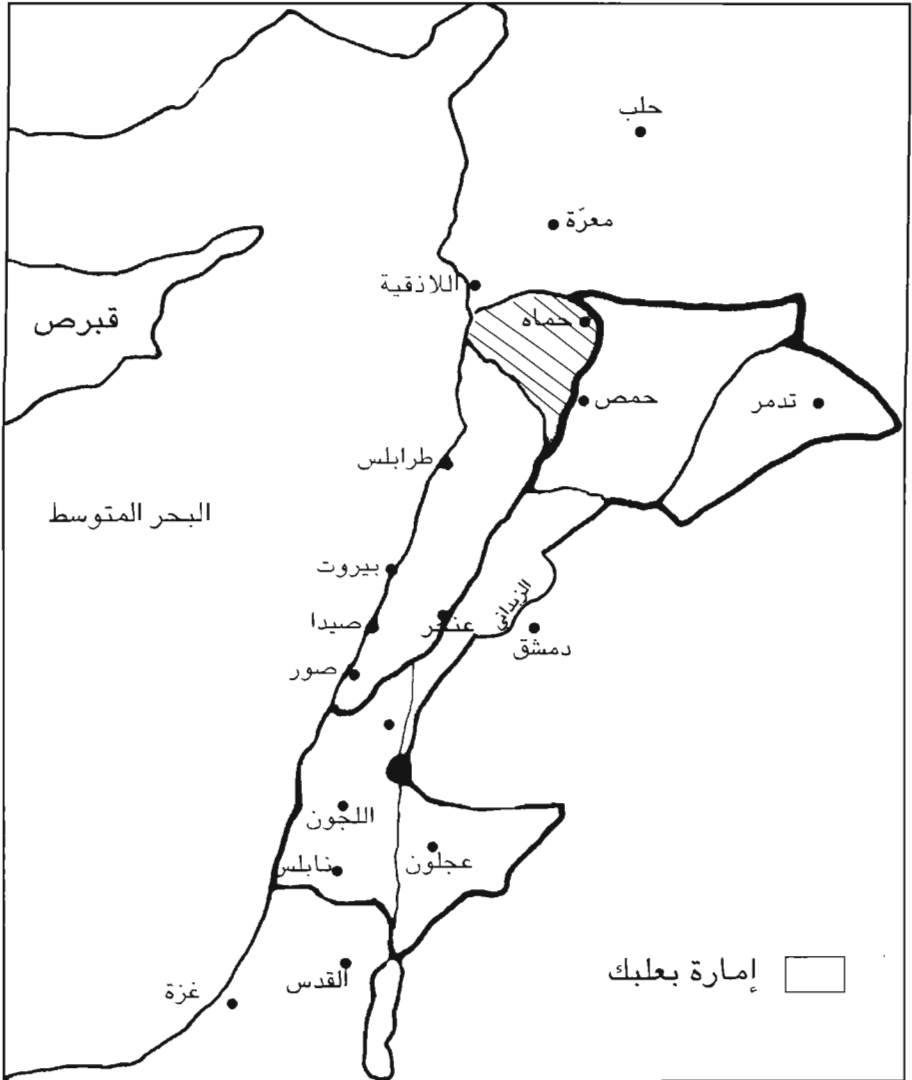 حلب
معرّة
اللاذقية
حماه
قبرص
حمص
تدمر
طرابلس
البحر المتوسط
بيروت
الزبداني
صيدا
عنجر
دمشق
صور
اللجون
عجلون
نابلس
إمارة بعلبك
القدس
غزة